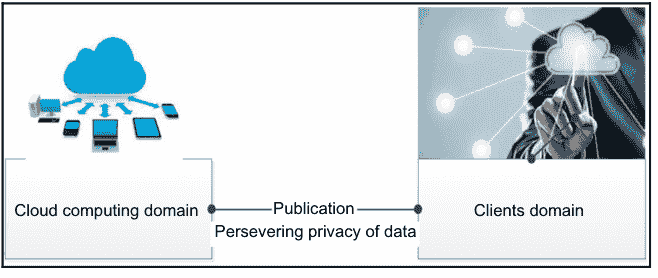 Cloud computing domain
Publication
Persevering privacy of data
Clients domain